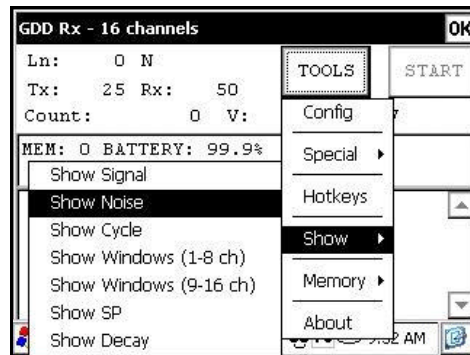 GDD Rx - 16 channels OK
Ln: 0 N
TOOLS START
Tx: 25 Rx: 50
Count: 0 V:
MEM: 0 BATTERY: 99.9%
Config
Special
Hotkeys
Show
Memory
About
Show Signal
Show Noise
Show Cycle
Show Windows (1-8 ch)
Show Windows (9-16 ch)
Show SP
Show Decay
AM